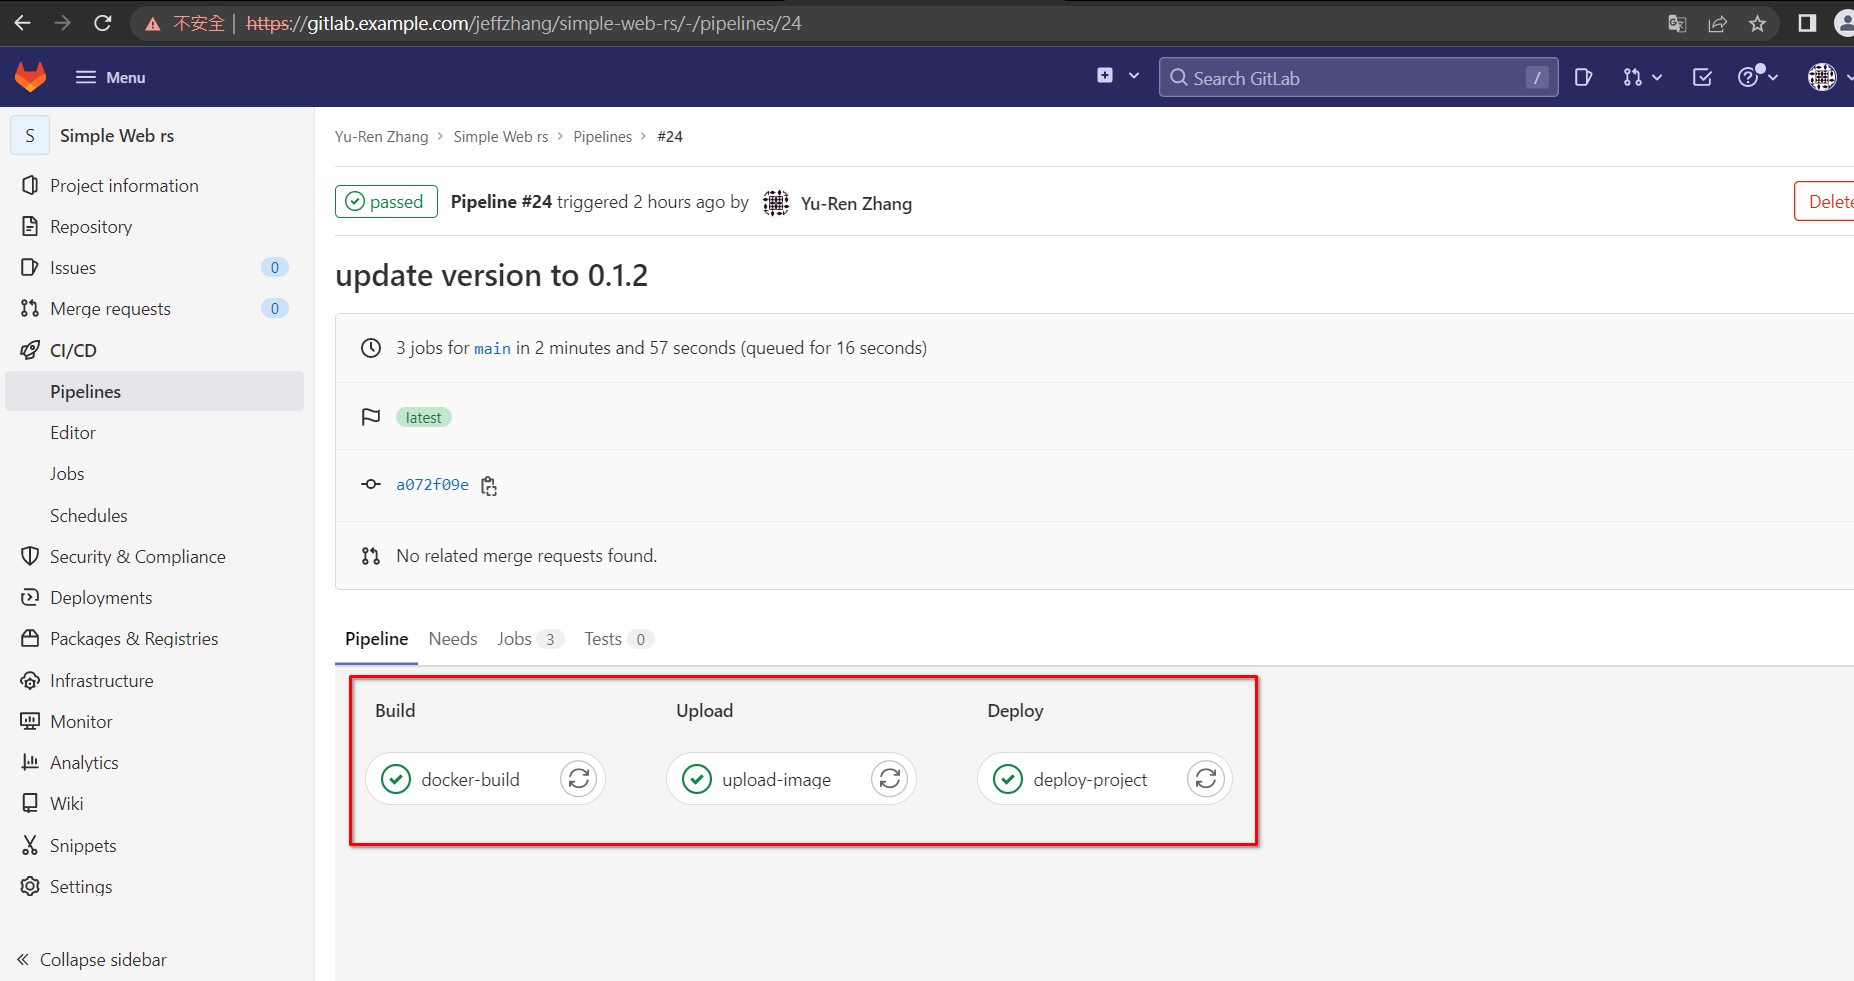 不安全 | https://gitlab.example.com/jeffzhang/simple-web-rs/-/pipelines/24
Menu
Search GitLab /
S Simple Web rs
Project information
Repository
Issues 0
Merge requests 0
CI/CD
Pipelines
Editor
Jobs
Schedules
Security & Compliance
Deployments
Packages & Registries
Infrastructure
Monitor
Analytics
Wiki
Snippets
Settings
Collapse sidebar
Yu-Ren Zhang > Simple Web rs > Pipelines > #24
passed Pipeline #24 triggered 2 hours ago by Yu-Ren Zhang
Delete
update version to 0.1.2
3 jobs for main in 2 minutes and 57 seconds (queued for 16 seconds)
latest
a072f09e
No related merge requests found.
Pipeline Needs Jobs 3 Tests 0
Build Upload Deploy
docker-build upload-image deploy-project